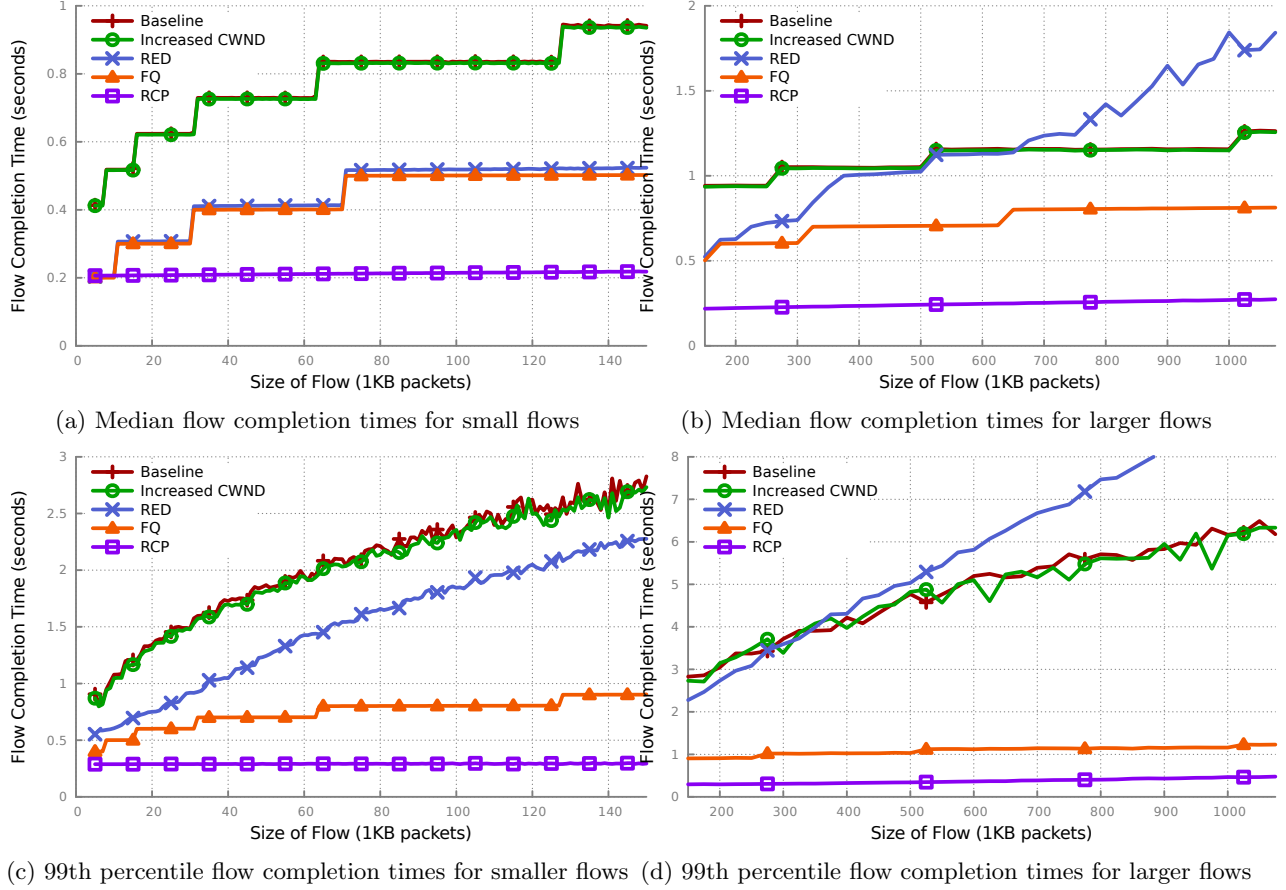 1
0.8
0.6
0.4
0.2
0
Flow Completion Time (seconds)
Baseline
Increased CWND
RED
FQ
RCP
0 20 40 60 80 100 120 140
Size of Flow (1KB packets)
(a) Median flow completion times for small flows
2
1.5
1
0.5
0
Flow Completion Time (seconds)
Baseline
Increased CWND
RED
FQ
RCP
200 300 400 500 600 700 800 900 1000
Size of Flow (1KB packets)
(b) Median flow completion times for larger flows
3
2.5
2
1.5
1
0.5
0
Flow Completion Time (seconds)
Baseline
Increased CWND
RED
FQ
RCP
0 20 40 60 80 100 120 140
Size of Flow (1KB packets)
(c) 99th percentile flow completion times for smaller flows
8
7
6
5
4
3
2
1
0
Flow Completion Time (seconds)
Baseline
Increased CWND
RED
FQ
RCP
200 300 400 500 600 700 800 900 1000
Size of Flow (1KB packets)
(d) 99th percentile flow completion times for larger flows